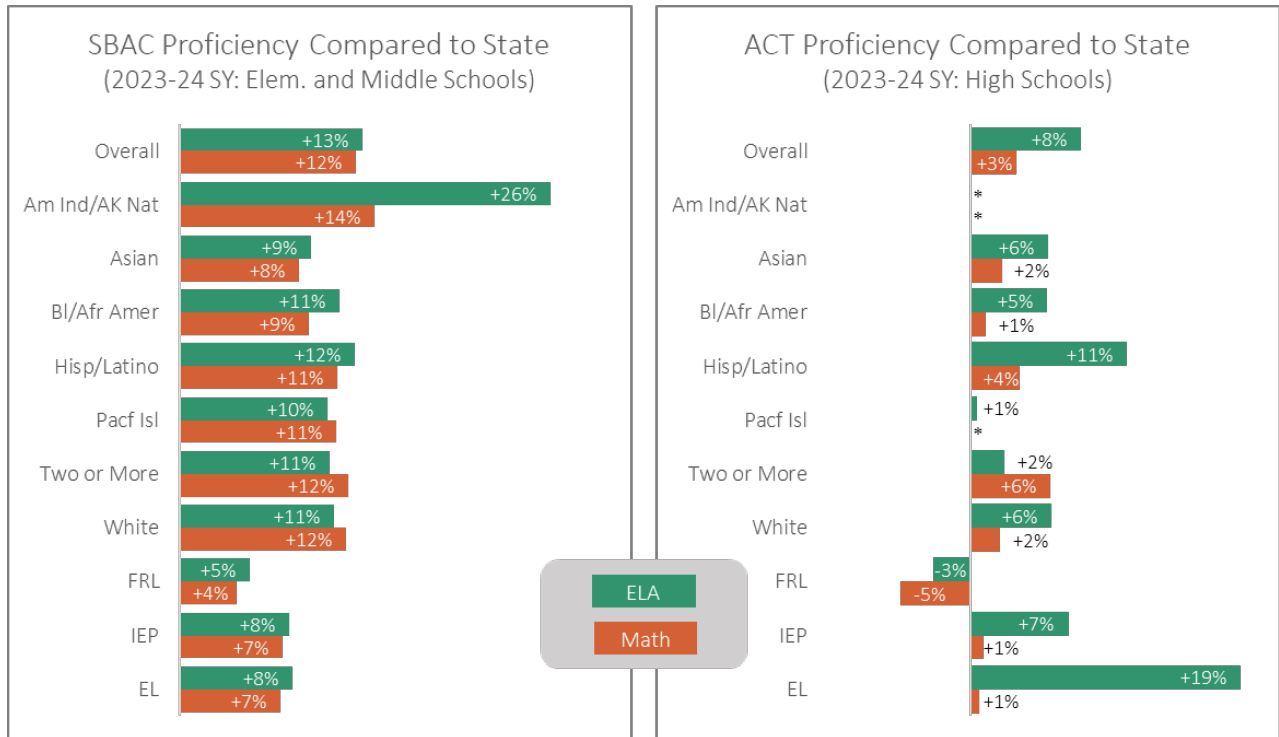 SBAC Proficiency Compared to State
(2023-24 SY: Elem. and Middle Schools)
Overall
+13%
+12%
Am Ind/AK Nat
+26%
+14%
Asian
+9%
+8%
Bl/Afr Amer
+11%
+9%
Hisp/Latino
+12%
+11%
Pacf Isl
+10%
+11%
Two or More
+11%
+12%
White
+11%
+12%
FRL
+5%
+4%
IEP
+8%
+7%
EL
+8%
+7%
ELA
Math
ACT Proficiency Compared to State
(2023-24 SY: High Schools)
Overall
+8%
+3%
Am Ind/AK Nat
*
*
Asian
+6%
+2%
Bl/Afr Amer
+5%
+1%
Hisp/Latino
+11%
+4%
Pacf Isl
+1%
*
Two or More
+2%
+6%
White
+6%
+2%
FRL
-3%
-5%
IEP
+7%
+1%
EL
+19%
+1%